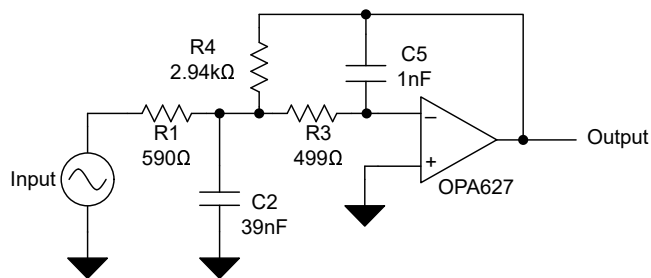 R4
2.94kΩ
C5
1nF
R1
590Ω
R3
499Ω
−
+
Output
Input
C2
39nF
OPA627